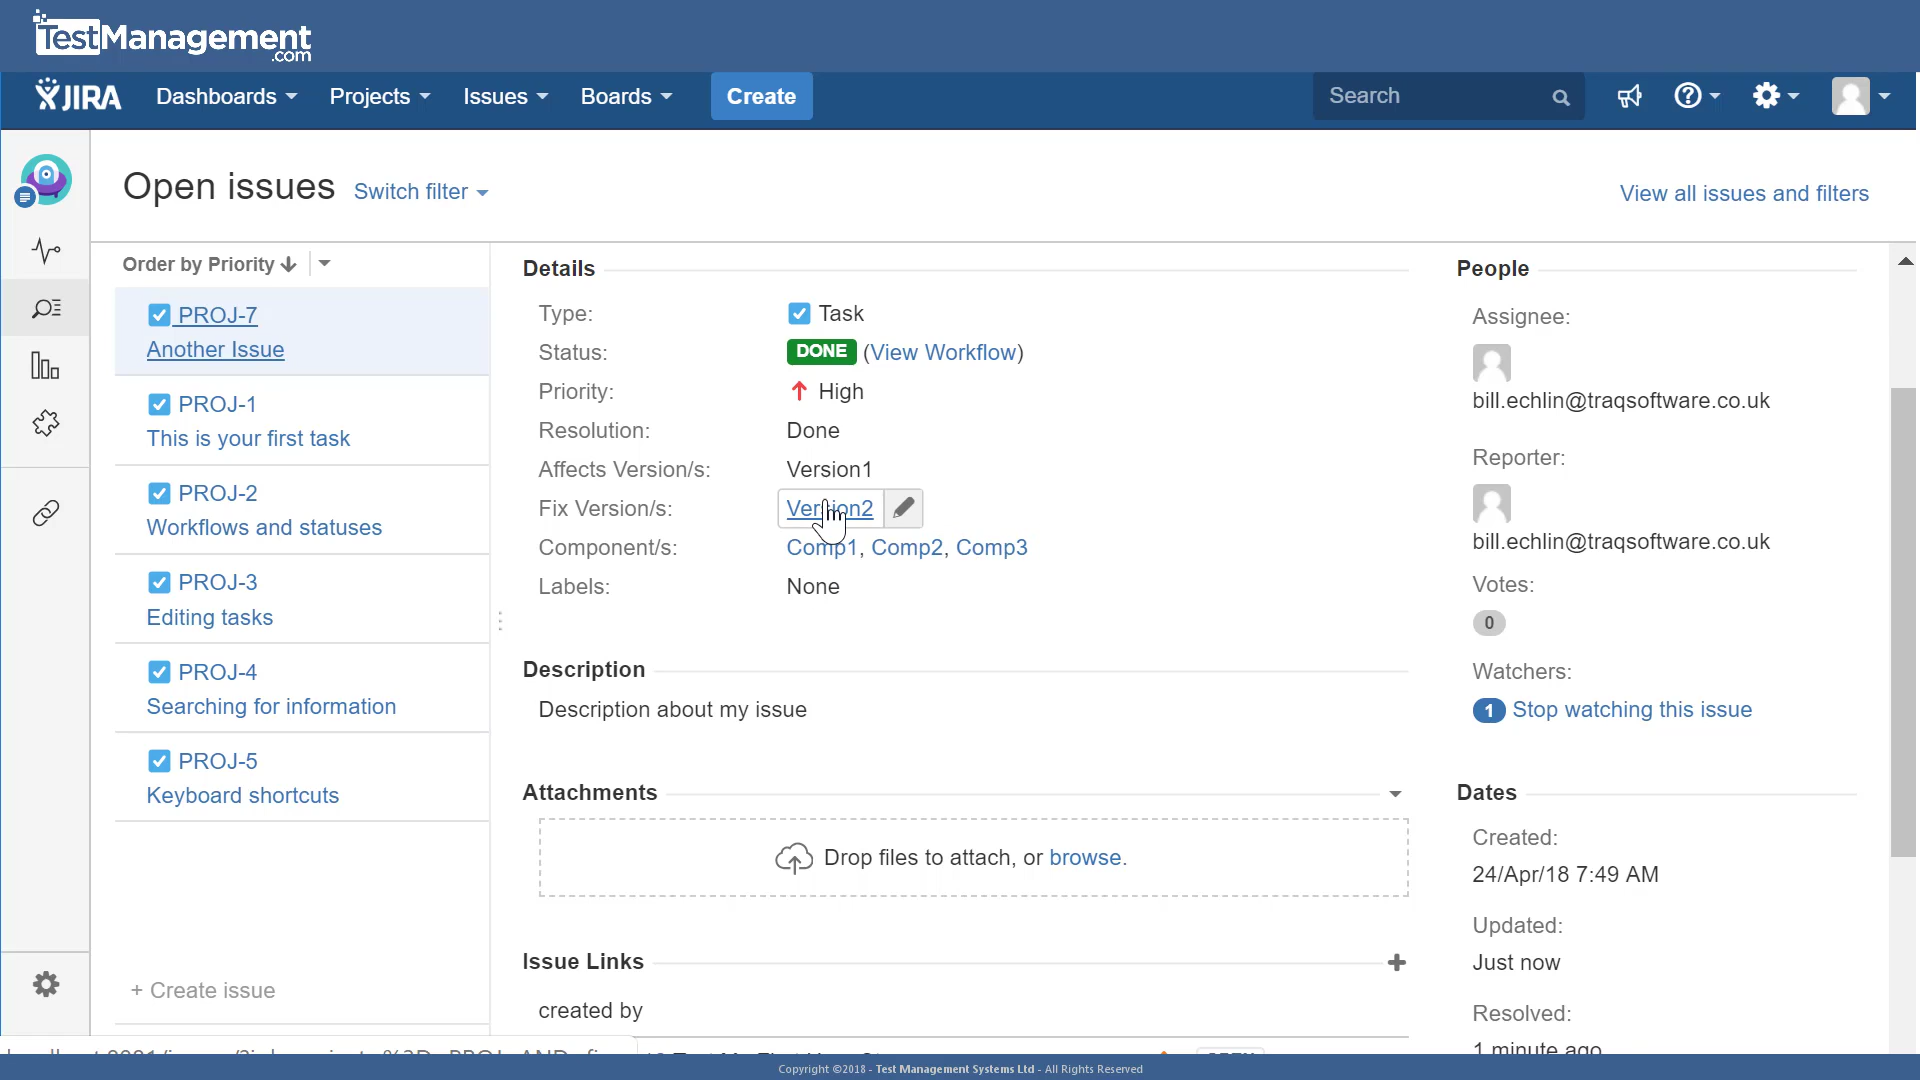 TestManagement
.com
JIRA Dashboards Projects Issues Boards Create Search
Open issues Switch filter
View all issues and filters
Order by Priority
PROJ-7
Another Issue
PROJ-1
This is your first task
PROJ-2
Workflows and statuses
PROJ-3
Editing tasks
PROJ-4
Searching for information
PROJ-5
Keyboard shortcuts
+ Create issue
Details
Type: Task
Status: DONE (View Workflow)
Priority: High
Resolution: Done
Affects Version/s: Version1
Fix Version/s: Version2
Component/s: Comp1, Comp2, Comp3
Labels: None
Description
Description about my issue
Attachments
Drop files to attach, or browse.
Issue Links
created by
People
Assignee:
bill.echlin@traqsoftware.co.uk
Reporter:
bill.echlin@traqsoftware.co.uk
Votes:
0
Watchers:
1 Stop watching this issue
Dates
Created:
24/Apr/18 7:49 AM
Updated:
Just now
Resolved:
1 minute ago
Copyright ©2018 - Test Management Systems Ltd - All Rights Reserved